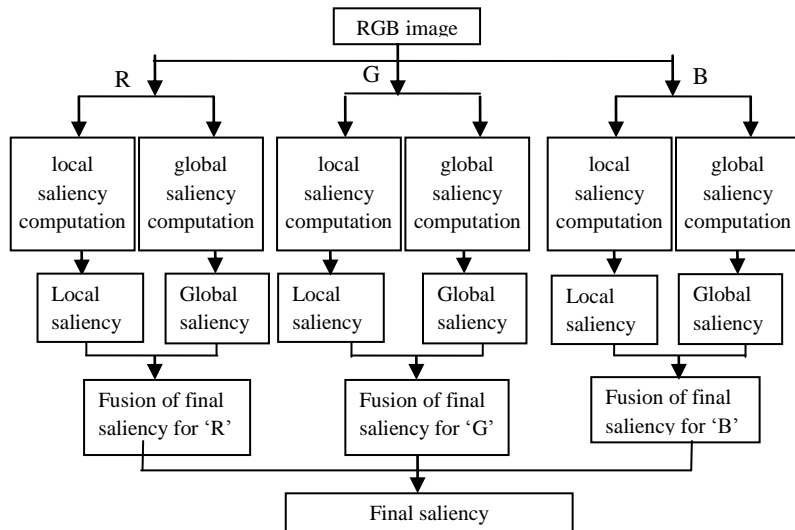 RGB image
R
G
B
local
saliency
computation
global
saliency
computation
local
saliency
computation
global
saliency
computation
local
saliency
computation
global
saliency
computation
Local
saliency
Global
saliency
Local
saliency
Global
saliency
Local
saliency
Global
saliency
Fusion of final
saliency for ‘R’
Fusion of final
saliency for ‘G’
Fusion of final
saliency for ‘B’
Final saliency